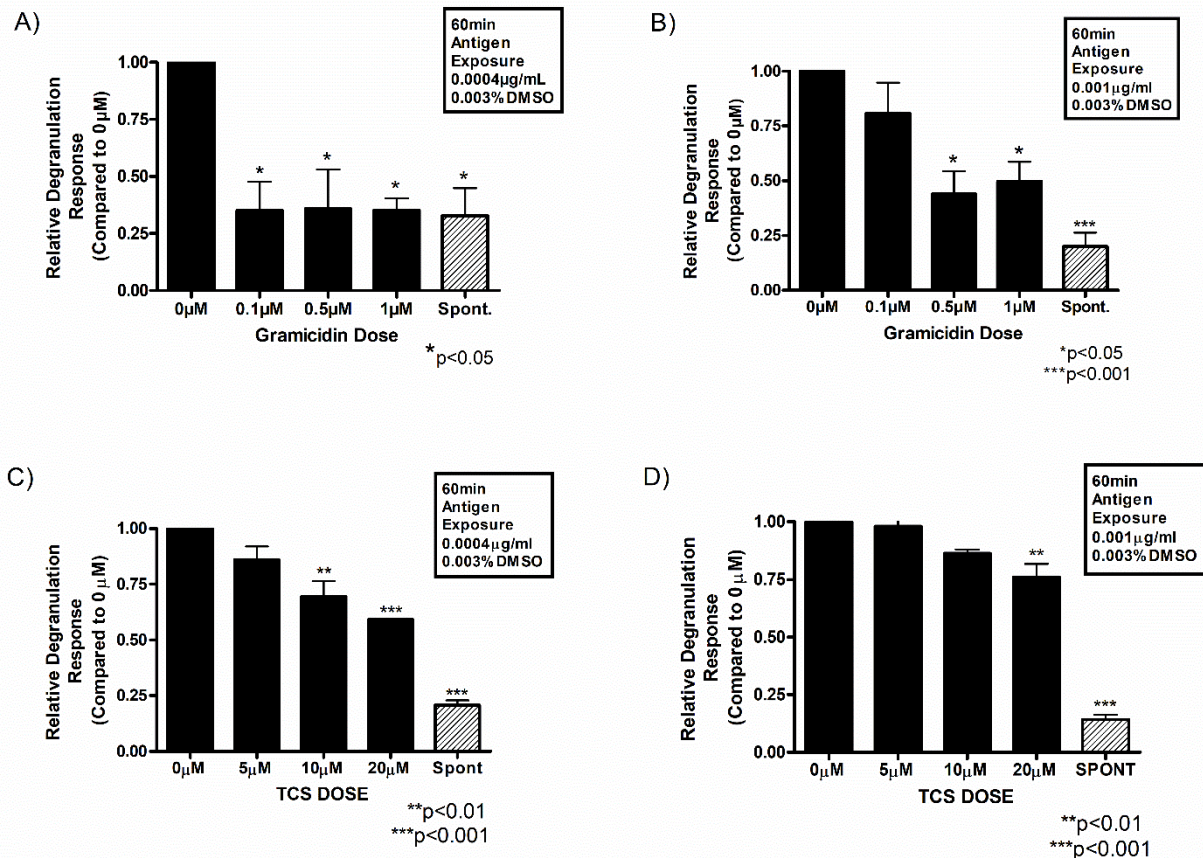 A)
60min
Antigen
Exposure
0.0004µg/mL
0.003% DMSO
Relative Degranulation
Response
(Compared to 0µM)
1.00
0.75
0.50
0.25
0.00
*
*
*
*
0µM 0.1µM 0.5µM 1µM Spont.
Gramicidin Dose
*p<0.05
B)
60min
Antigen
Exposure
0.001µg/ml
0.003% DMSO
Relative Degranulation
Response
(Compared to 0µM)
1.00
0.75
0.50
0.25
0.00
*
*
***
0µM 0.1µM 0.5µM 1µM Spont.
Gramicidin Dose
*p<0.05
***p<0.001
C)
60min
Antigen
Exposure
0.0004µg/ml
0.003% DMSO
Relative Degranulation
Response
(Compared to 0 µM)
1.00
0.75
0.50
0.25
0.00
**
***
***
0µM 5µM 10µM 20µM Spont
TCS DOSE
**p<0.01
***p<0.001
D)
60min
Antigen
Exposure
0.001µg/ml
0.003% DMSO
Relative Degranulation
Response
(Compared to 0 µM)
1.00
0.75
0.50
0.25
0.00
**
***
0µM 5µM 10µM 20µM SPONT
TCS DOSE
**p<0.01
***p<0.001